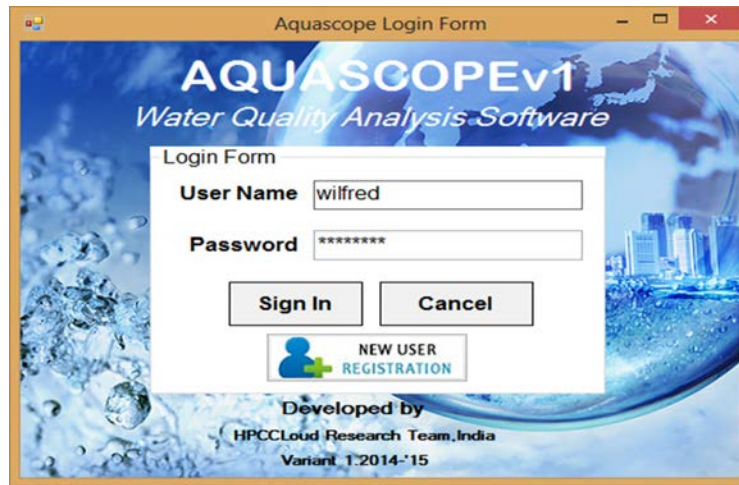 Aquascope Login Form
AQUASCOPEv1
Water Quality Analysis Software
Login Form
User Name wilfred
Password ********
Sign In Cancel
NEW USER
REGISTRATION
Developed by
HPCCLoud Research Team,India
Variant 1.2014-'15